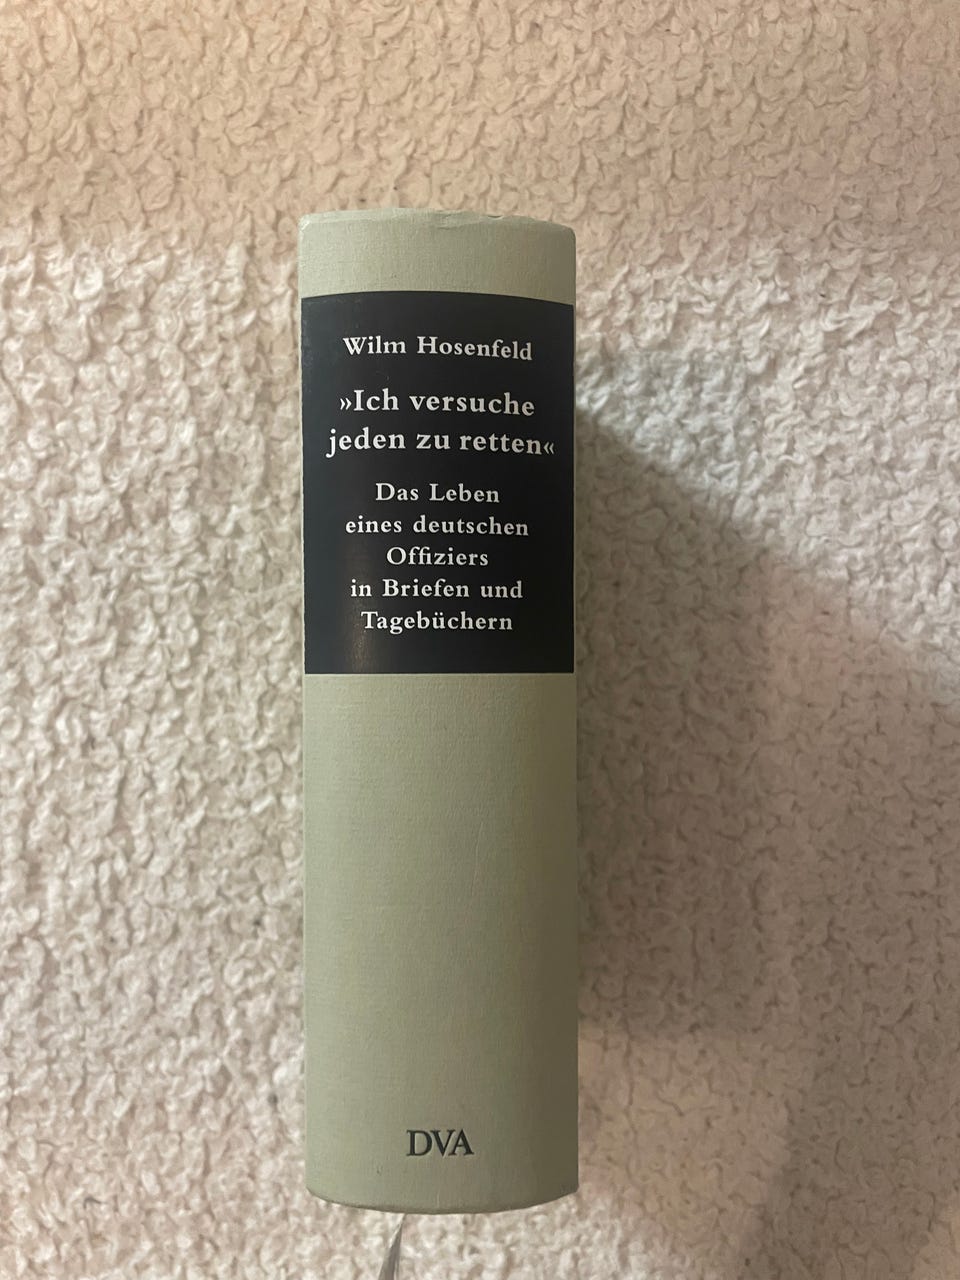 Wilm Hosenfeld
»Ich versuche
jeden zu retten«
Das Leben
eines deutschen
Offiziers
in Briefen und
Tagebüchern
DVA